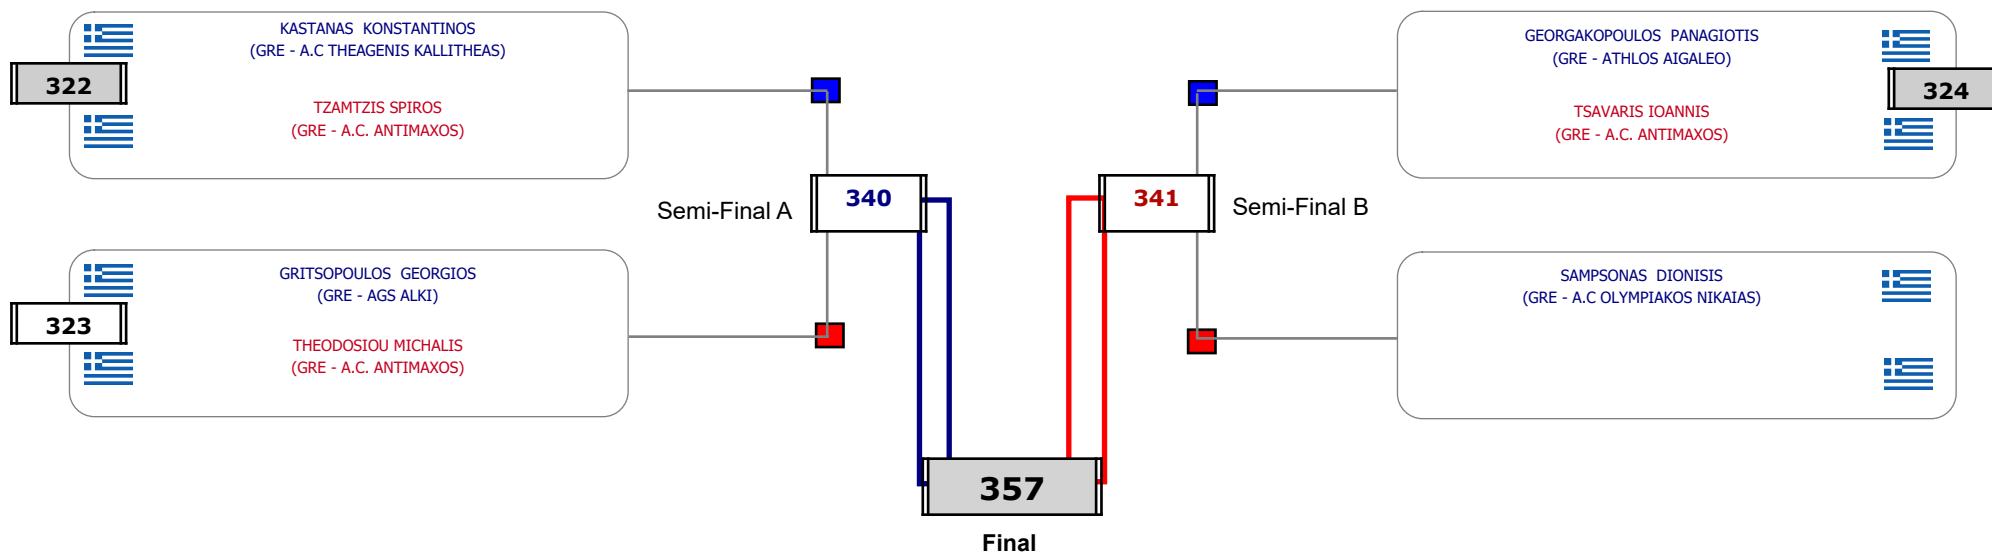 KASTANAS KONSTANTINOS
(GRE - A.C THEAGENIS KALLITHEAS)
322
TZAMTZIS SPIROS
(GRE - A.C. ANTIMAXOS)
GEORGAKOPOULOS PANAGIOTIS
(GRE - ATHLOS AIGALEO)
324
TSAVARIS IOANNIS
(GRE - A.C. ANTIMAXOS)
Semi-Final A
340
341
Semi-Final B
GRITSOPOULOS GEORGIOS
(GRE - AGS ALKI)
323
THEODOSIOU MICHALIS
(GRE - A.C. ANTIMAXOS)
SAMPSONAS DIONISIS
(GRE - A.C OLYMPIAKOS NIKAIAS)
357
Final